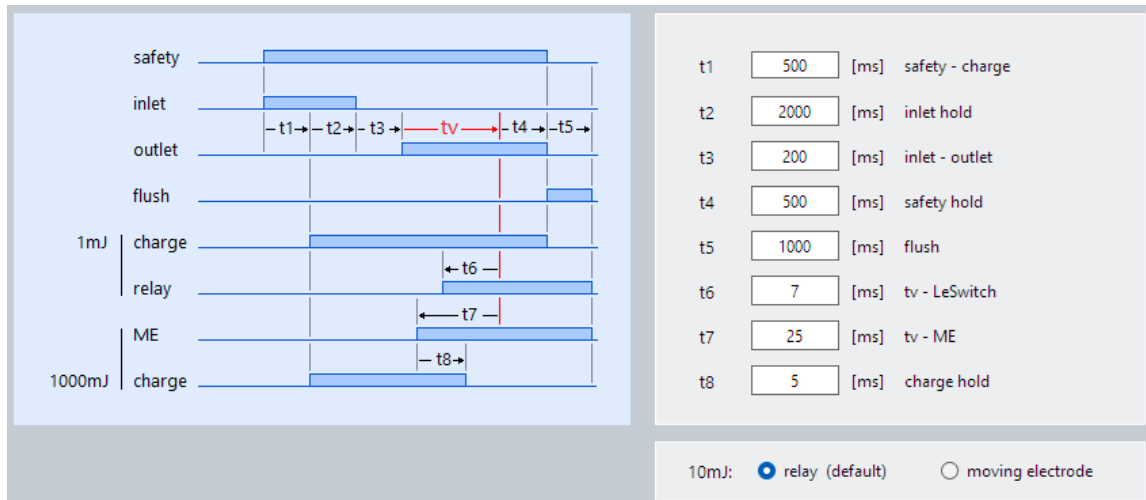 safety
inlet
t1 t2 t3 tv t4 t5
outlet
flush
1mJ charge
t6
relay
t7
ME
t8
1000mJ charge
t1 500 [ms] safety - charge
t2 2000 [ms] inlet hold
t3 200 [ms] inlet - outlet
t4 500 [ms] safety hold
t5 1000 [ms] flush
t6 7 [ms] tv - LeSwitch
t7 25 [ms] tv - ME
t8 5 [ms] charge hold
10mJ: relay (default) moving electrode